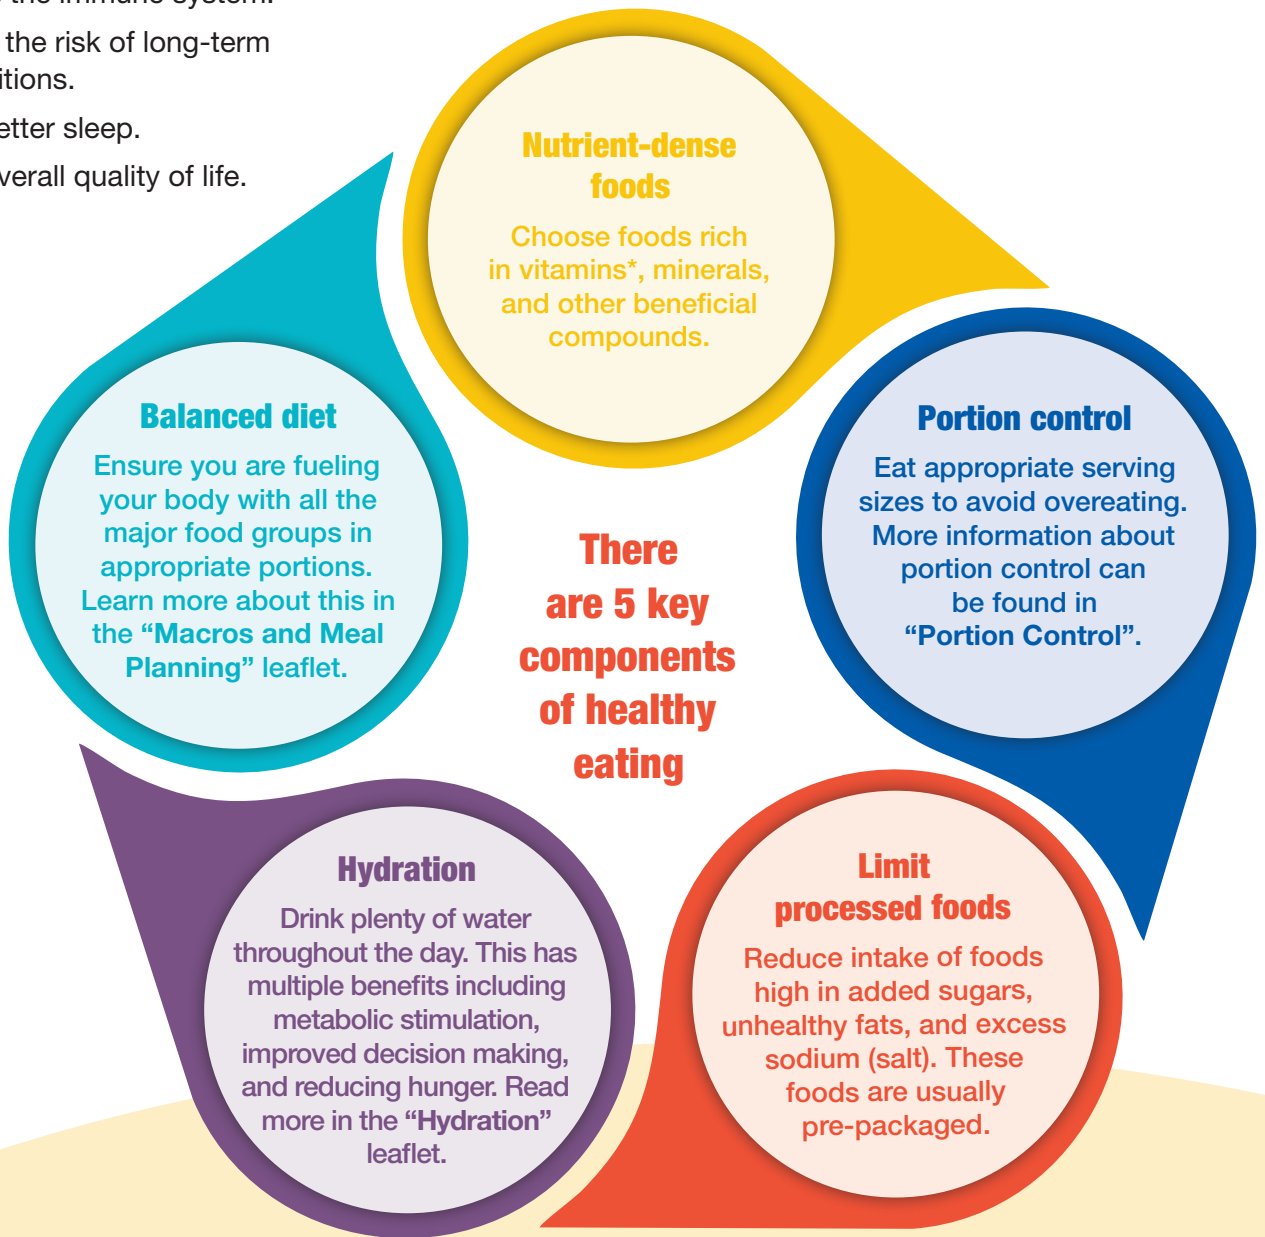 the immune system.
the risk of long-term
itions.
etter sleep.
verall quality of life.
Nutrient-dense
foods
Choose foods rich
in vitamins*, minerals,
and other beneficial
compounds.
Balanced diet
Ensure you are fueling
your body with all the
major food groups in
appropriate portions.
Learn more about this in
the “Macros and Meal
Planning” leaflet.
Portion control
Eat appropriate serving
sizes to avoid overeating.
More information about
portion control can
be found in
“Portion Control”.
There
are 5 key
components
of healthy
eating
Hydration
Drink plenty of water
throughout the day. This has
multiple benefits including
metabolic stimulation,
improved decision making,
and reducing hunger. Read
more in the “Hydration”
leaflet.
Limit
processed foods
Reduce intake of foods
high in added sugars,
unhealthy fats, and excess
sodium (salt). These
foods are usually
pre-packaged.